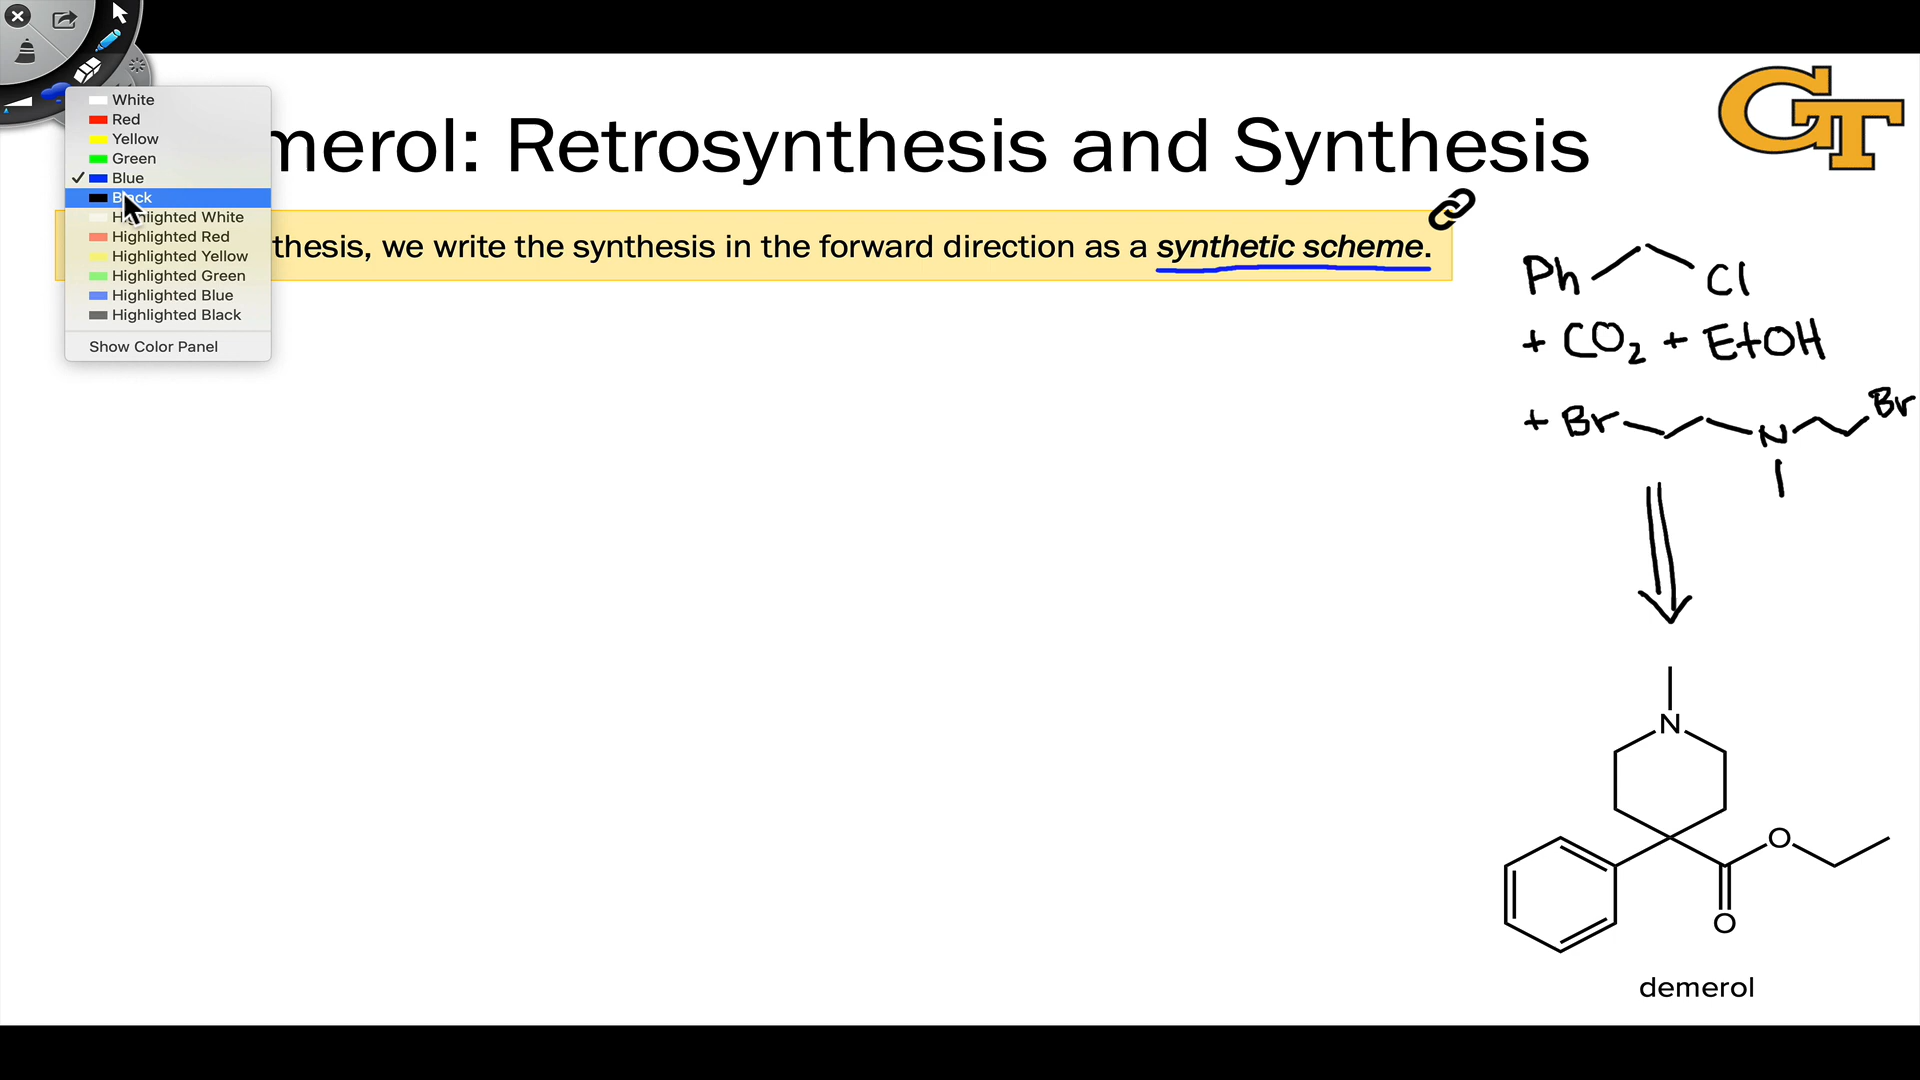 White
Red
Yellow
Green
Blue
Black
Highlighted White
Highlighted Red
Highlighted Yellow
Highlighted Green
Highlighted Blue
Highlighted Black
Show Color Panel
merol: Retrosynthesis and Synthesis
thesis, we write the synthesis in the forward direction as a synthetic scheme.
GT
Ph Cl
+ CO2 + EtOH
+ Br N Br
N
O
O
demerol